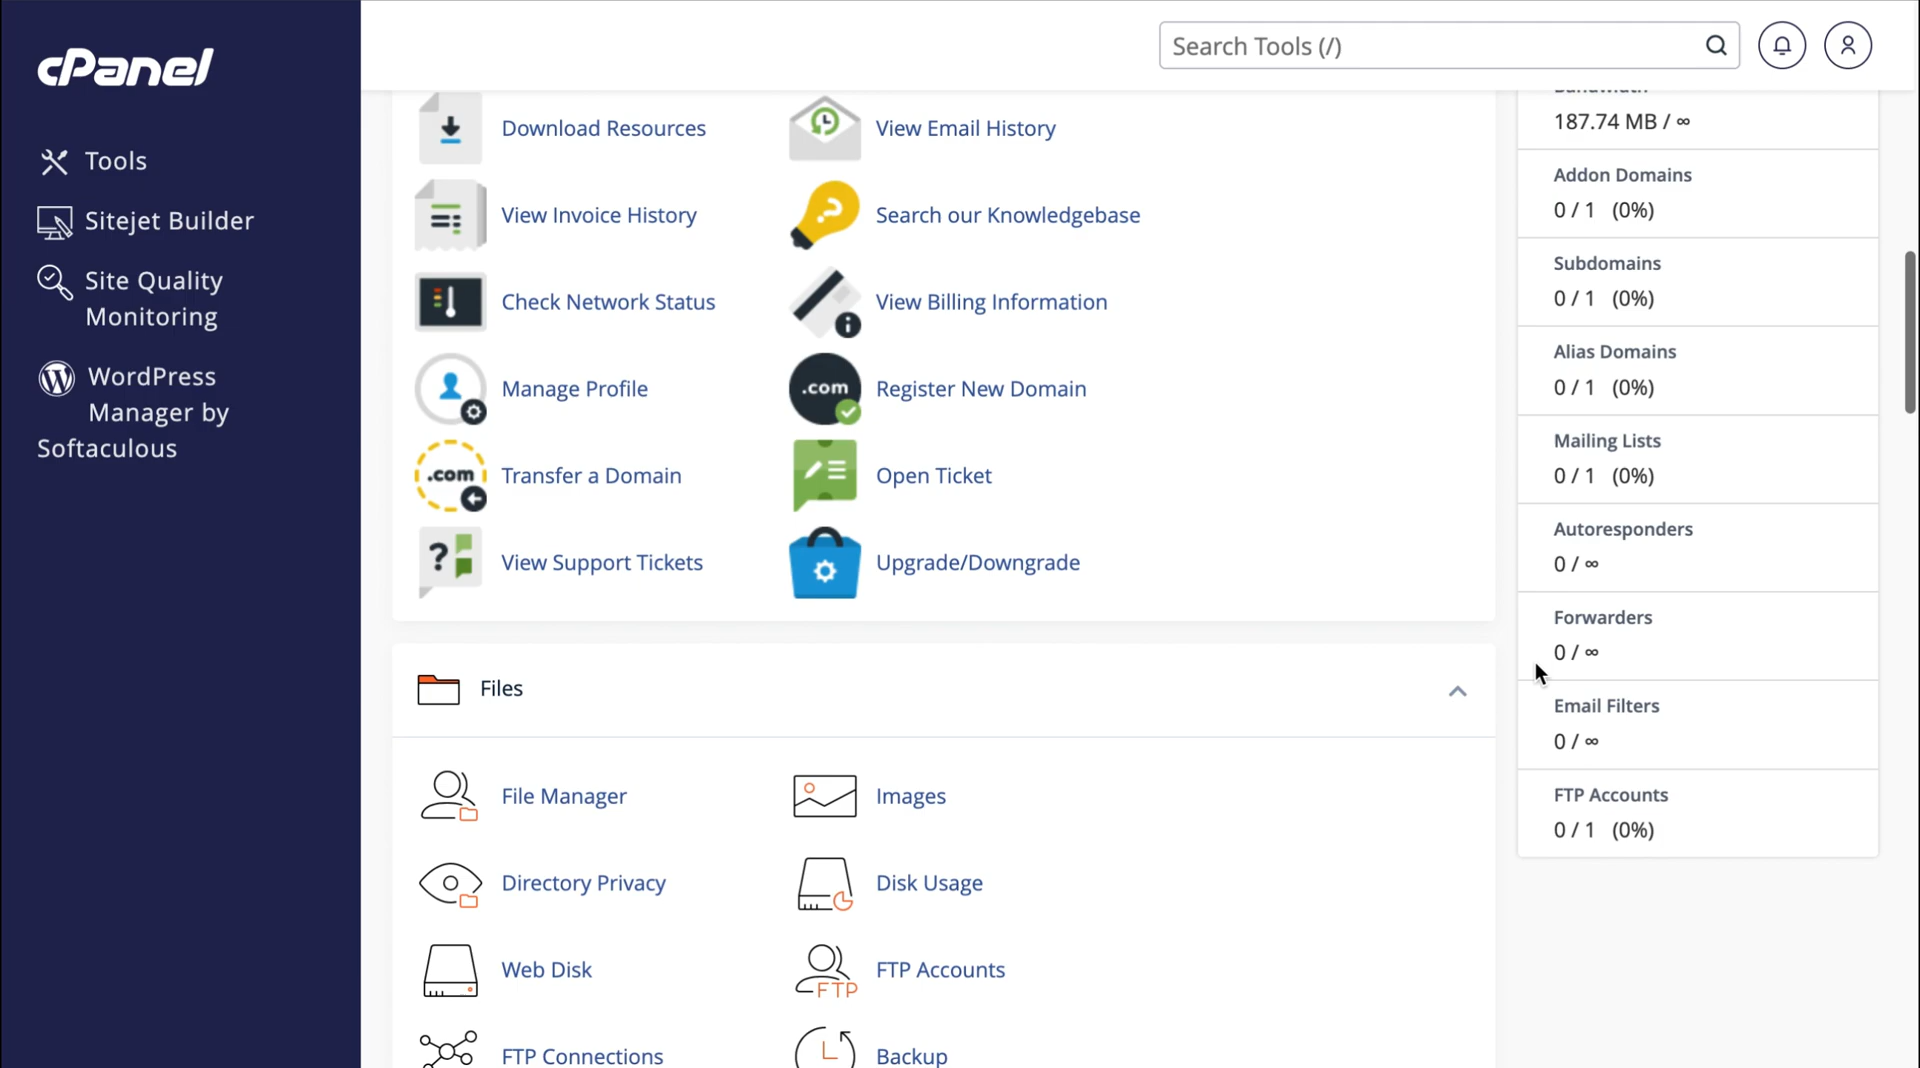 cPanel
Search Tools (/)
Tools
Sitejet Builder
Site Quality
Monitoring
WordPress
Manager by
Softaculous
Download Resources
View Email History
View Invoice History
Search our Knowledgebase
Check Network Status
View Billing Information
Manage Profile
.com
Register New Domain
.com
Transfer a Domain
Open Ticket
View Support Tickets
Upgrade/Downgrade
Files
File Manager
Images
Directory Privacy
Disk Usage
Web Disk
FTP
FTP Accounts
FTP Connections
Backup
Bandwidth
187.74 MB / ∞
Addon Domains
0 / 1 (0%)
Subdomains
0 / 1 (0%)
Alias Domains
0 / 1 (0%)
Mailing Lists
0 / 1 (0%)
Autoresponders
0 / ∞
Forwarders
0 / ∞
Email Filters
0 / ∞
FTP Accounts
0 / 1 (0%)